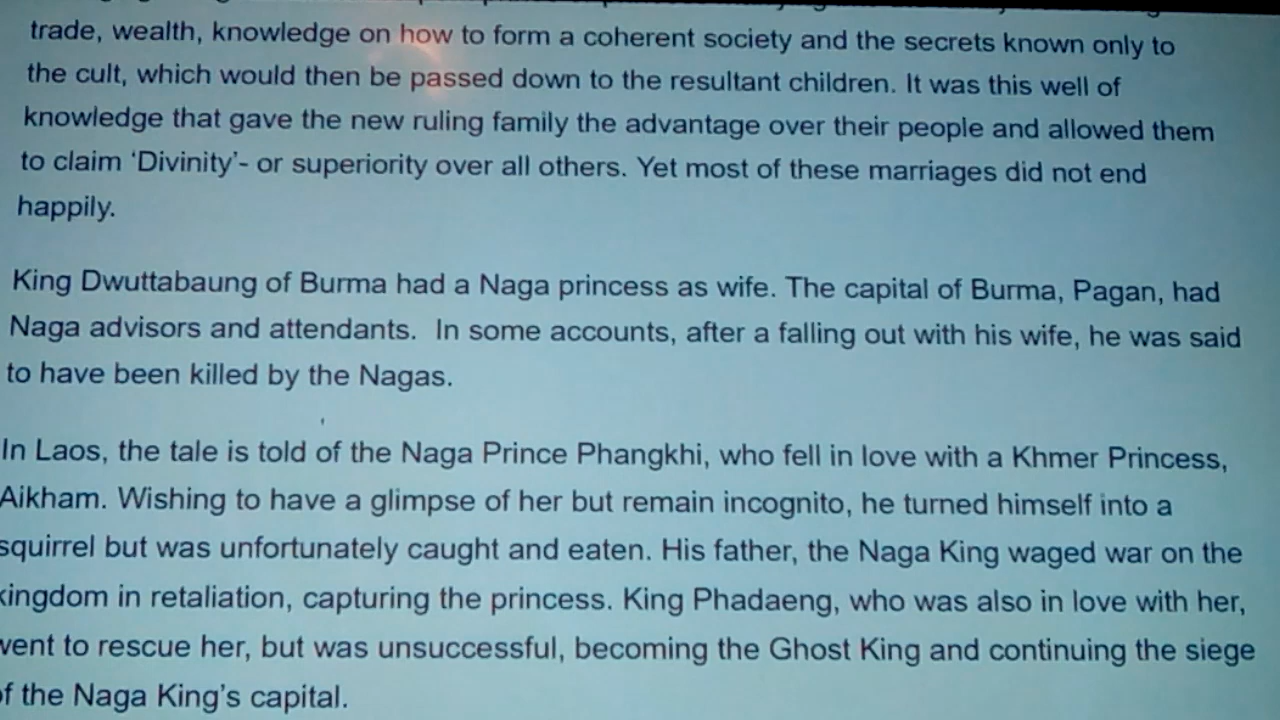 trade, wealth, knowledge on how to form a coherent society and the secrets known only to
the cult, which would then be passed down to the resultant children. It was this well of
knowledge that gave the new ruling family the advantage over their people and allowed them
to claim ‘Divinity’- or superiority over all others. Yet most of these marriages did not end
happily.
King Dwuttabaung of Burma had a Naga princess as wife. The capital of Burma, Pagan, had
Naga advisors and attendants. In some accounts, after a falling out with his wife, he was said
to have been killed by the Nagas.
In Laos, the tale is told of the Naga Prince Phangkhi, who fell in love with a Khmer Princess,
Aikham. Wishing to have a glimpse of her but remain incognito, he turned himself into a
squirrel but was unfortunately caught and eaten. His father, the Naga King waged war on the
kingdom in retaliation, capturing the princess. King Phadaeng, who was also in love with her,
went to rescue her, but was unsuccessful, becoming the Ghost King and continuing the siege
of the Naga King’s capital.